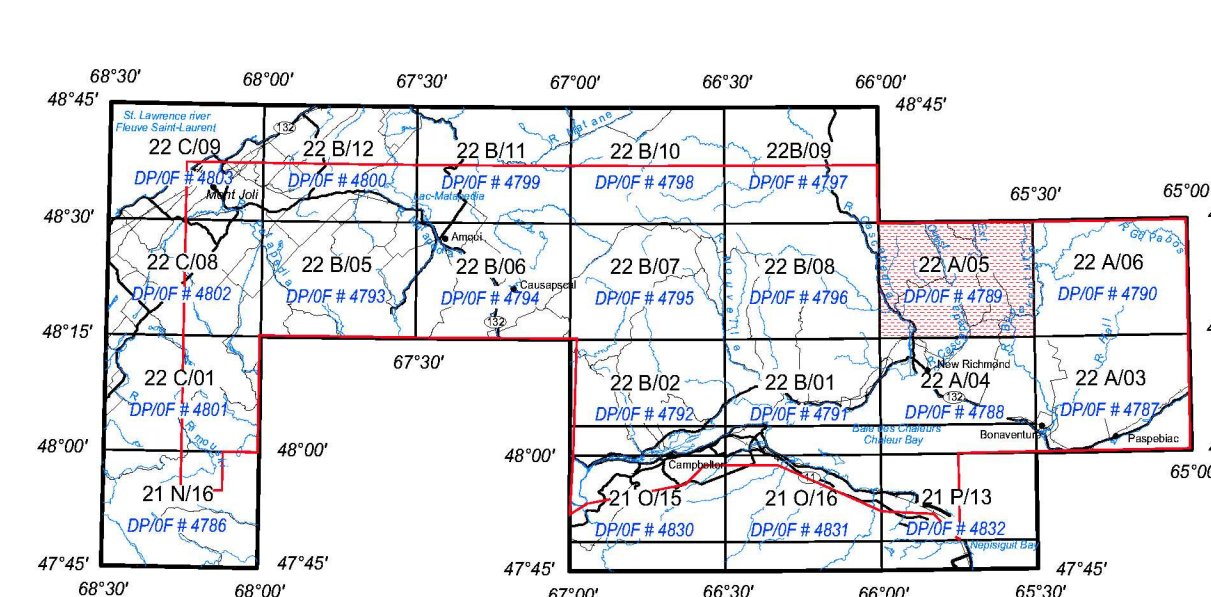 68°30'
68°00'
67°30'
67°00'
66°30'
66°00'
48°45'
48°45'
St. Lawrence river
Fleuve Saint-Laurent
132
R Matane
22 C/09
22 B/12
22 B/11
22 B/10
22B/09
DP/0F # 4803
DP/0F # 4800
DP/0F # 4799
DP/0F # 4798
DP/0F # 4797
Mont Joli
Lac-Matapedia
65°30'
65°00'
48°30'
Amqui
R Gd Pabos
22 C/08
22 B/05
22 B/06
22 B/07
22 B/08
22 A/05
22 A/06
Causapscal
DP/0F # 4802
DP/0F # 4793
DP/0F # 4794
DP/0F # 4795
DP/0F # 4796
DP/0F # 4789
DP/0F # 4790
132
48°15'
R Hall
67°30'
New Richmond
22 C/01
22 B/02
22 B/01
22 A/04
22 A/03
DP/0F # 4801
DP/0F # 4792
DP/0F # 4791
132
DP/0F # 4788
DP/0F # 4787
Baie des Chaleurs
Chaleur Bay
Bonaventure
Paspebiac
48°00'
48°00'
48°00'
Campbellton
65°00'
11
21 N/16
21 O/15
21 O/16
21 P/13
DP/0F # 4786
DP/0F # 4830
DP/0F # 4831
DP/0F # 4832
Nepisiguit Bay
47°45'
47°45'
47°45'
47°45'
68°30'
68°00'
67°00'
66°30'
66°00'
65°30'